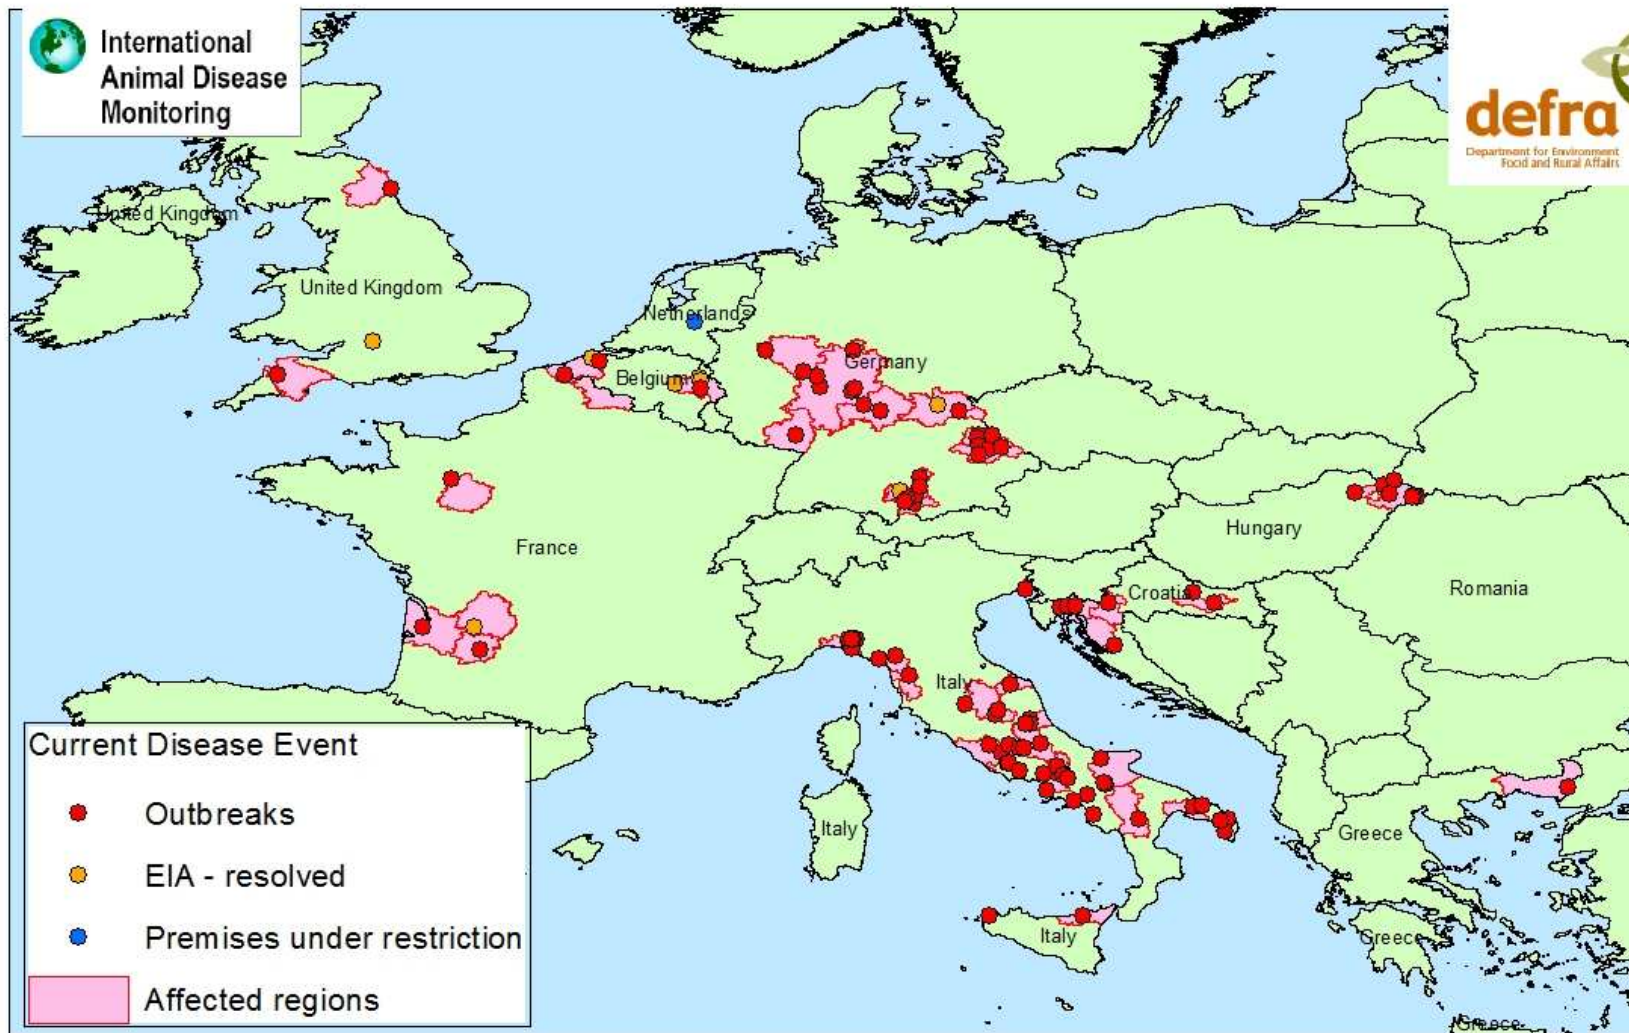 International
Animal Disease
Monitoring
defra
Department for Environment
Food and Rural Affairs
United Kingdom
United Kingdom
Netherlands
Belgium
Germany
France
Hungary
Romania
Croatia
Italy
Italy
Italy
Greece
Greece
Greece
Current Disease Event
Outbreaks
EIA - resolved
Premises under restriction
Affected regions